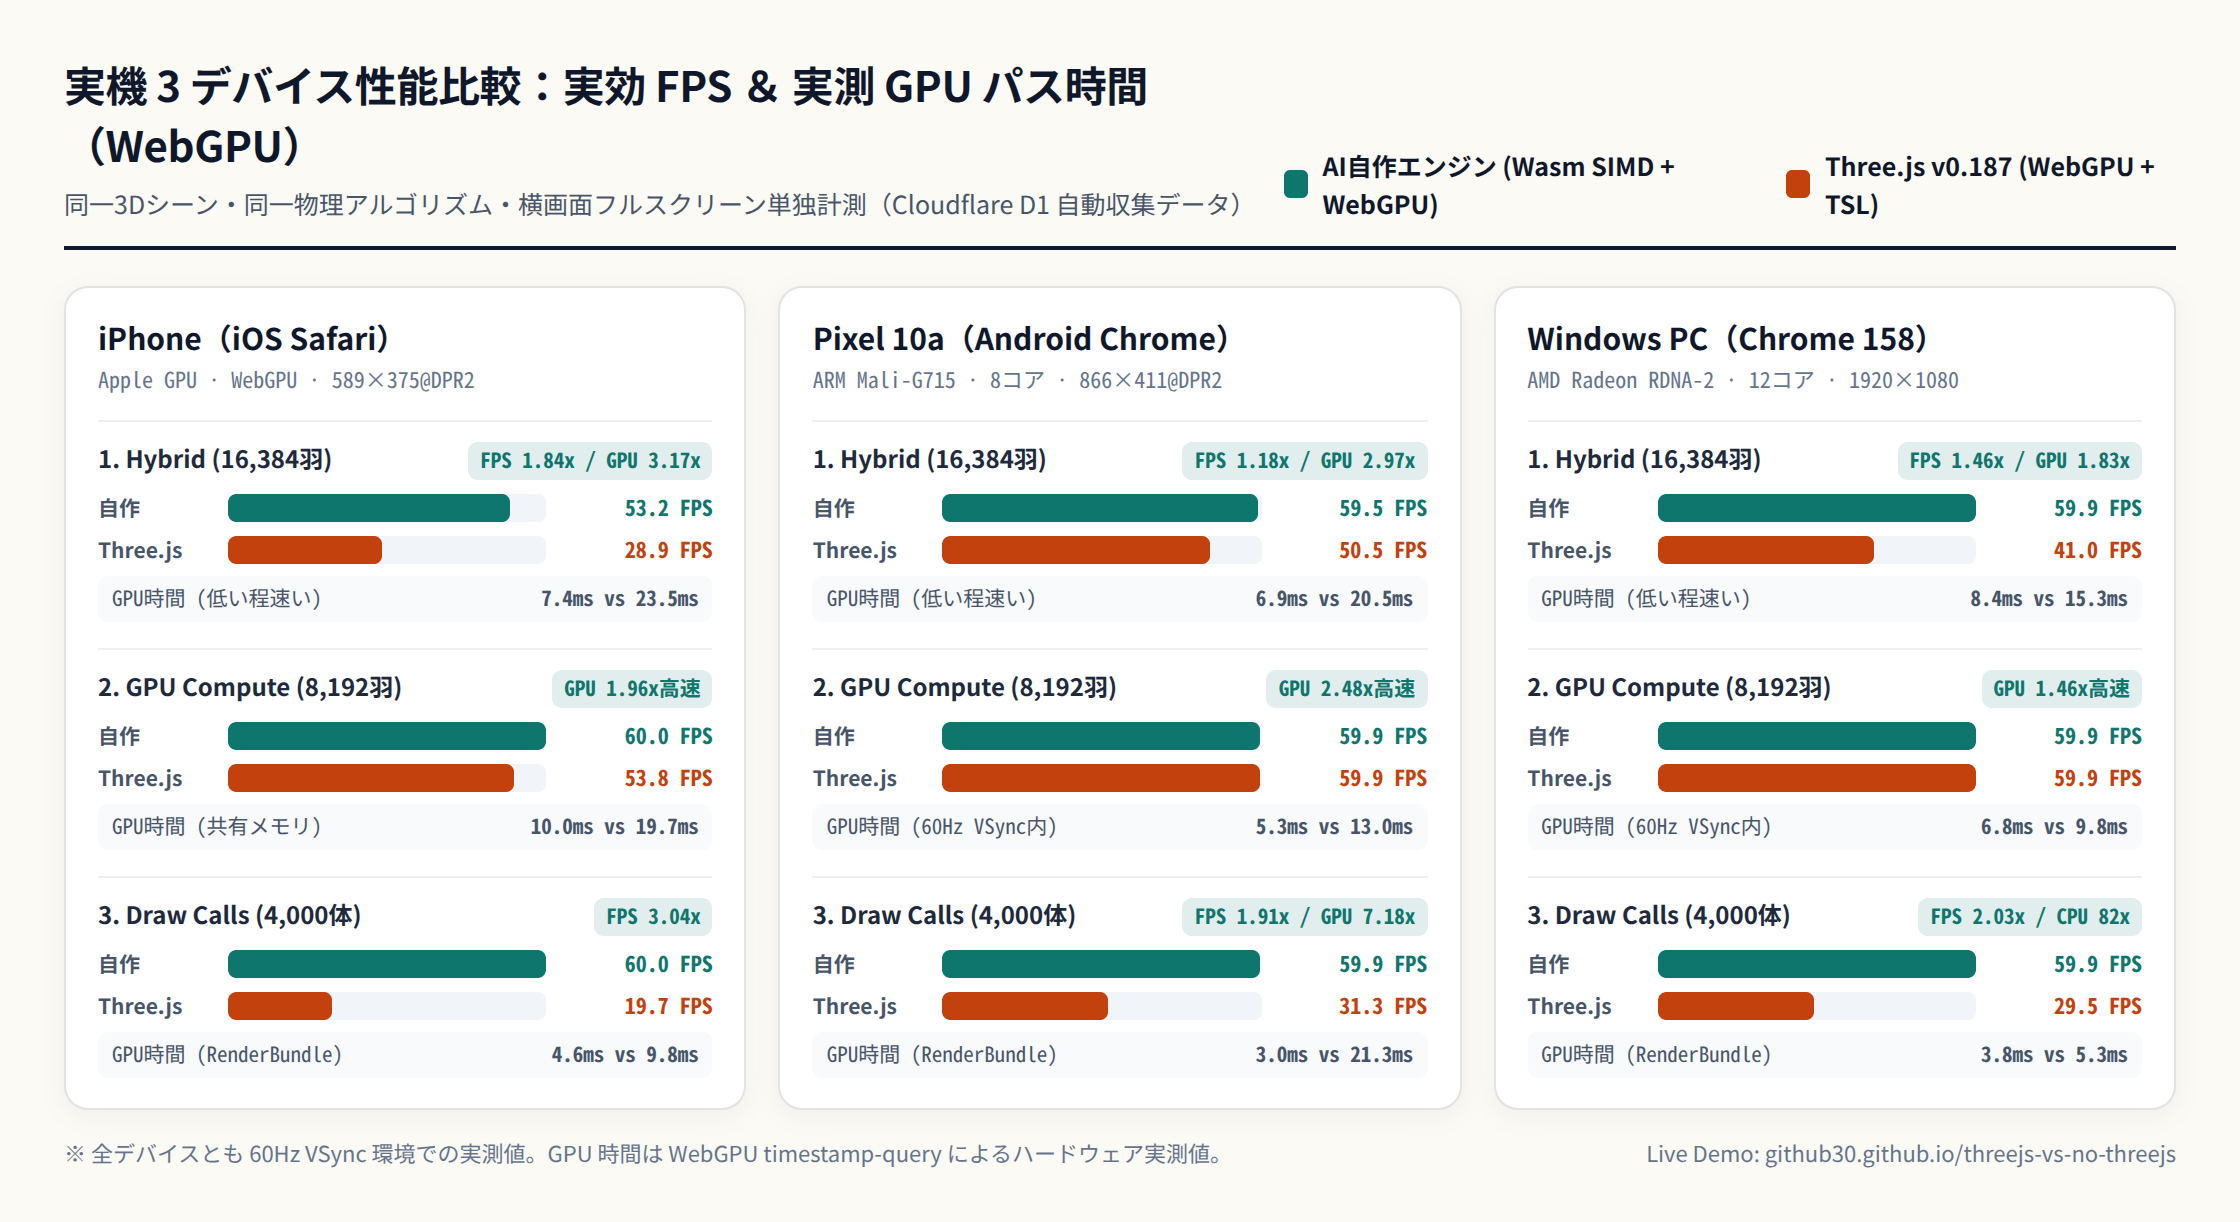 実機 3 デバイス性能比較：実効 FPS ＆ 実測 GPU パス時間
（WebGPU）
同一3Dシーン・同一物理アルゴリズム・横画面フルスクリーン単独計測（Cloudflare D1 自動収集データ）
AI自作エンジン (Wasm SIMD +
WebGPU)
Three.js v0.187 (WebGPU +
TSL)
iPhone（iOS Safari）
Apple GPU · WebGPU · 589×375@DPR2
1. Hybrid (16,384羽)
FPS 1.84x / GPU 3.17x
自作
53.2 FPS
Three.js
28.9 FPS
GPU時間（低い程速い）
7.4ms vs 23.5ms
2. GPU Compute (8,192羽)
GPU 1.96x高速
自作
60.0 FPS
Three.js
53.8 FPS
GPU時間（共有メモリ）
10.0ms vs 19.7ms
3. Draw Calls (4,000体)
FPS 3.04x
自作
60.0 FPS
Three.js
19.7 FPS
GPU時間（RenderBundle）
4.6ms vs 9.8ms
Pixel 10a（Android Chrome）
ARM Mali-G715 · 8コア · 866×411@DPR2
1. Hybrid (16,384羽)
FPS 1.18x / GPU 2.97x
自作
59.5 FPS
Three.js
50.5 FPS
GPU時間（低い程速い）
6.9ms vs 20.5ms
2. GPU Compute (8,192羽)
GPU 2.48x高速
自作
59.9 FPS
Three.js
59.9 FPS
GPU時間（60Hz VSync内）
5.3ms vs 13.0ms
3. Draw Calls (4,000体)
FPS 1.91x / GPU 7.18x
自作
59.9 FPS
Three.js
31.3 FPS
GPU時間（RenderBundle）
3.0ms vs 21.3ms
Windows PC（Chrome 158）
AMD Radeon RDNA-2 · 12コア · 1920×1080
1. Hybrid (16,384羽)
FPS 1.46x / GPU 1.83x
自作
59.9 FPS
Three.js
41.0 FPS
GPU時間（低い程速い）
8.4ms vs 15.3ms
2. GPU Compute (8,192羽)
GPU 1.46x高速
自作
59.9 FPS
Three.js
59.9 FPS
GPU時間（60Hz VSync内）
6.8ms vs 9.8ms
3. Draw Calls (4,000体)
FPS 2.03x / CPU 82x
自作
59.9 FPS
Three.js
29.5 FPS
GPU時間（RenderBundle）
3.8ms vs 5.3ms
※ 全デバイスとも 60Hz VSync 環境での実測値。GPU 時間は WebGPU timestamp-query によるハードウェア実測値。
Live Demo: github30.github.io/threejs-vs-no-threejs